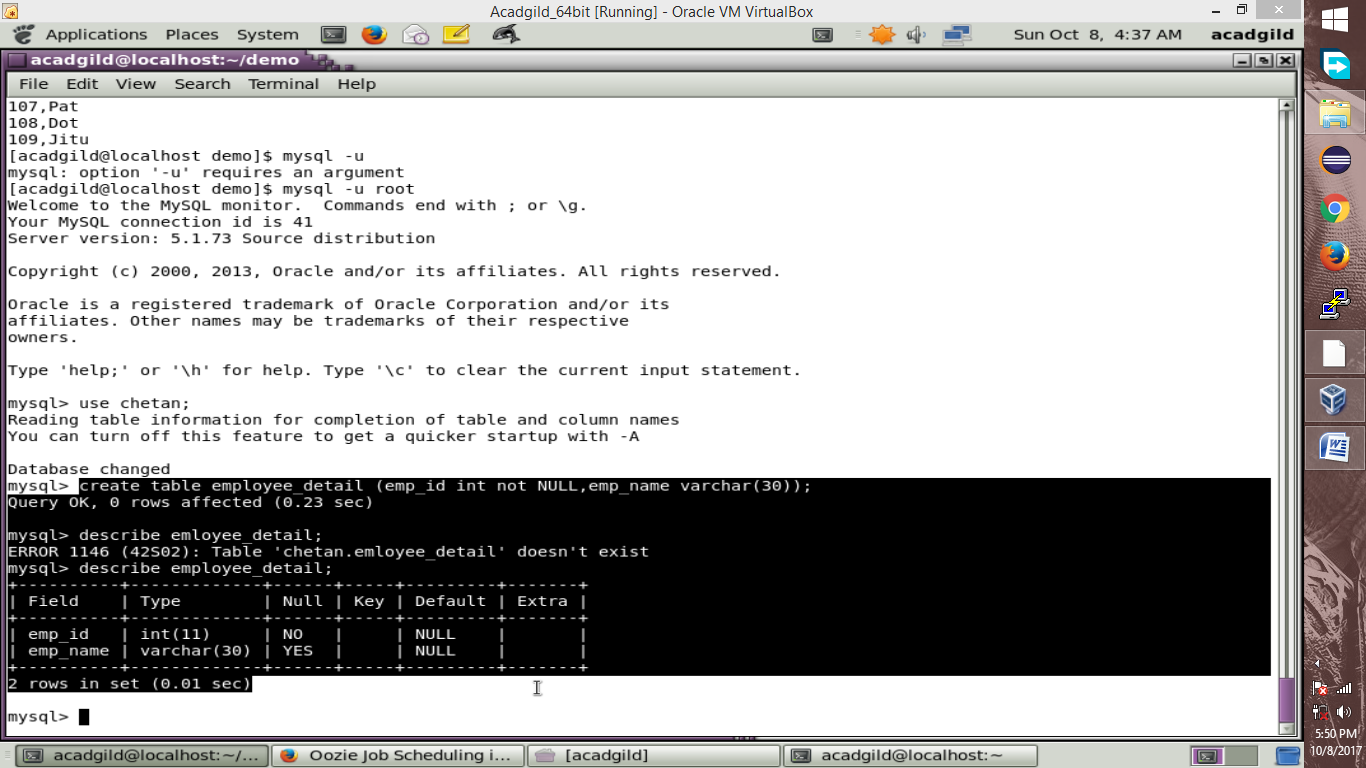 Acadgild_64bit [Running] - Oracle VM VirtualBox
Applications Places System Sun Oct 8, 4:37 AM acadgild
acadgild@localhost:~/demo
File Edit View Search Terminal Help
107,Pat
108,Dot
109,Jitu
[acadgild@localhost demo]$ mysql -u
mysql: option '-u' requires an argument
[acadgild@localhost demo]$ mysql -u root
Welcome to the MySQL monitor.  Commands end with ; or \g.
Your MySQL connection id is 41
Server version: 5.1.73 Source distribution
Copyright (c) 2000, 2013, Oracle and/or its affiliates. All rights reserved.
Oracle is a registered trademark of Oracle Corporation and/or its
affiliates. Other names may be trademarks of their respective
owners.
Type 'help;' or '\h' for help. Type '\c' to clear the current input statement.
mysql> use chetan;
Reading table information for completion of table and column names
You can turn off this feature to get a quicker startup with -A
Database changed
mysql> create table employee_detail (emp_id int not NULL,emp_name varchar(30));
Query OK, 0 rows affected (0.23 sec)
mysql> describe emloyee_detail;
ERROR 1146 (42S02): Table 'chetan.emloyee_detail' doesn't exist
mysql> describe employee_detail;
+----------+-------------+------+-----+---------+-------+
| Field    | Type        | Null | Key | Default | Extra |
+----------+-------------+------+-----+---------+-------+
| emp_id   | int(11)     | NO   |     | NULL    |       |
| emp_name | varchar(30) | YES  |     | NULL    |       |
+----------+-------------+------+-----+---------+-------+
2 rows in set (0.01 sec)
mysql>
acadgild@localhost:~/... Oozie Job Scheduling i... [acadgild] acadgild@localhost:~
5:50 PM
10/8/2017